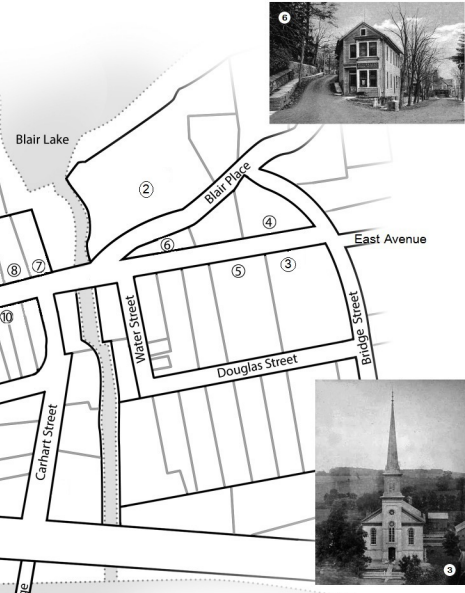 6
Blair Lake
2
Blair Place
4
6
East Avenue
8
7
5
3
10
Water Street
Bridge Street
Douglas Street
Carhart Street
3